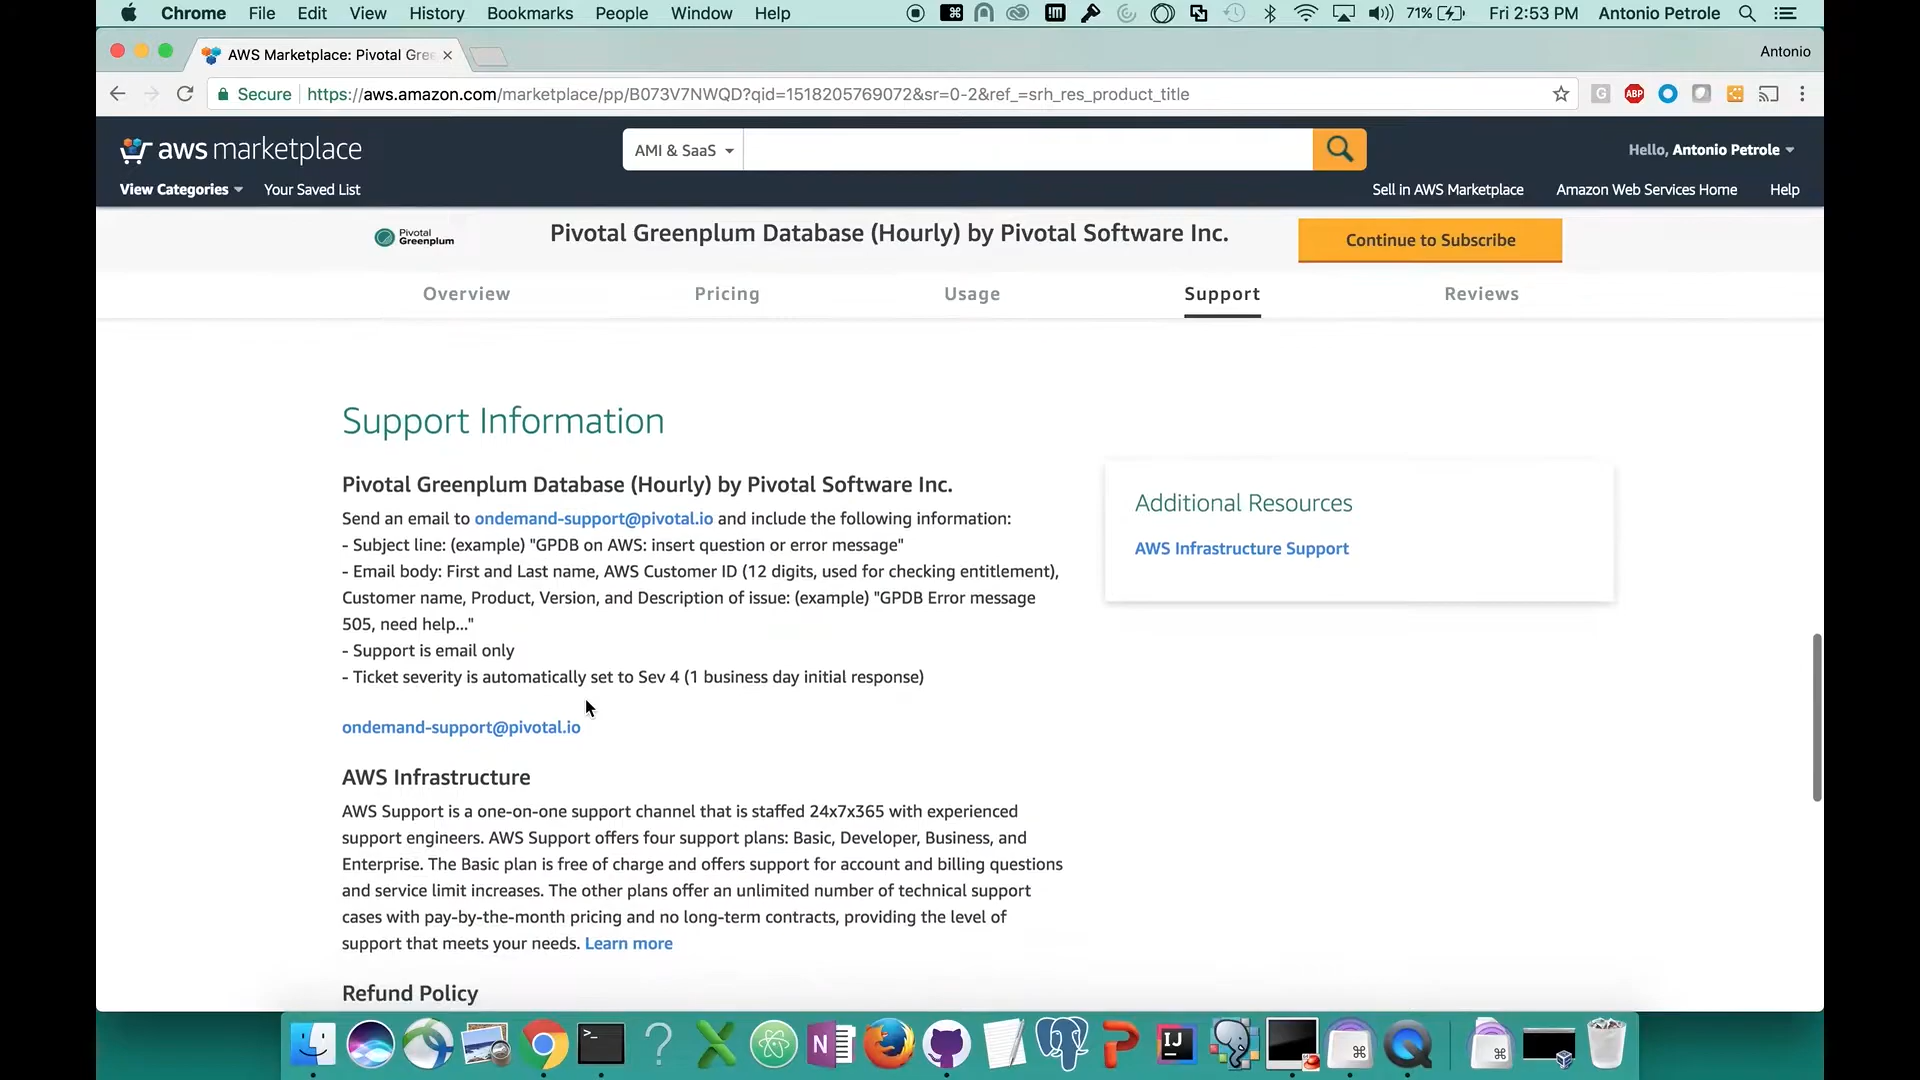 Chrome File Edit View History Bookmarks People Window Help 71% Fri 2:53 PM Antonio Petrole
AWS Marketplace: Pivotal Gre Antonio
Secure https://aws.amazon.com/marketplace/pp/B073V7NWQD?qid=1518205769072&sr=0-2&ref_=srh_res_product_title ABP
aws marketplace AMI & SaaS Hello, Antonio Petrole
View Categories Your Saved List Sell in AWS Marketplace Amazon Web Services Home Help
Pivotal Greenplum Pivotal Greenplum Database (Hourly) by Pivotal Software Inc. Continue to Subscribe
Overview Pricing Usage Support Reviews
Support Information
Pivotal Greenplum Database (Hourly) by Pivotal Software Inc.
Send an email to ondemand-support@pivotal.io and include the following information:
- Subject line: (example) "GPDB on AWS: insert question or error message"
- Email body: First and Last name, AWS Customer ID (12 digits, used for checking entitlement),
Customer name, Product, Version, and Description of issue: (example) "GPDB Error message
505, need help..."
- Support is email only
- Ticket severity is automatically set to Sev 4 (1 business day initial response)
ondemand-support@pivotal.io
Additional Resources
AWS Infrastructure Support
AWS Infrastructure
AWS Support is a one-on-one support channel that is staffed 24x7x365 with experienced
support engineers. AWS Support offers four support plans: Basic, Developer, Business, and
Enterprise. The Basic plan is free of charge and offers support for account and billing questions
and service limit increases. The other plans offer an unlimited number of technical support
cases with pay-by-the-month pricing and no long-term contracts, providing the level of
support that meets your needs. Learn more
Refund Policy